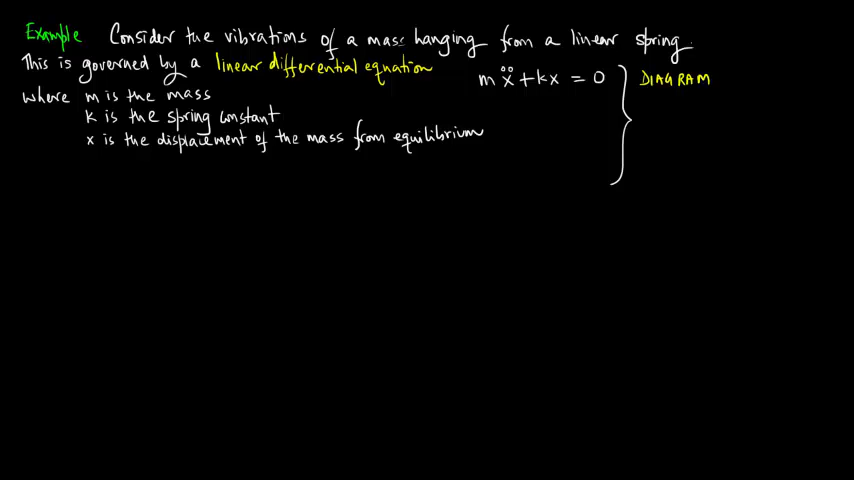 Example Consider the vibrations of a mass hanging from a linear spring.
This is governed by a linear differential equation
mẍ + kx = 0 } DIAGRAM
where m is the mass
k is the spring constant
x is the displacement of the mass from equilibrium